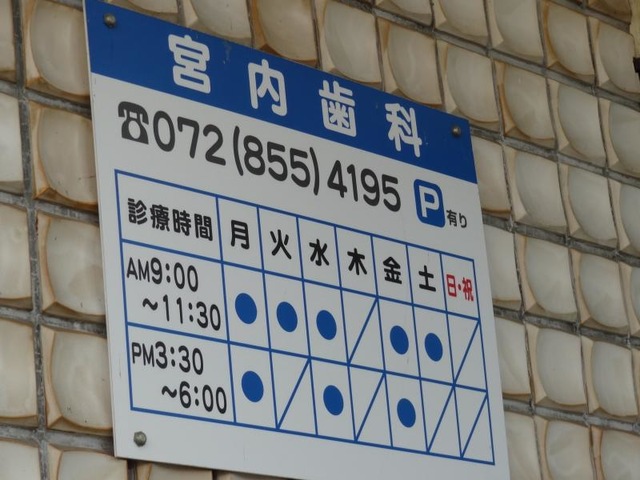 宮内歯科
☎072(855)4195 P有り
診療時間 月 火 水 木 金 土 日・祝
AM9:00 ● ● ● ／ ● ● ／
～11:30
PM3:30 ● ／ ● ／ ● ／ ／
～6:00